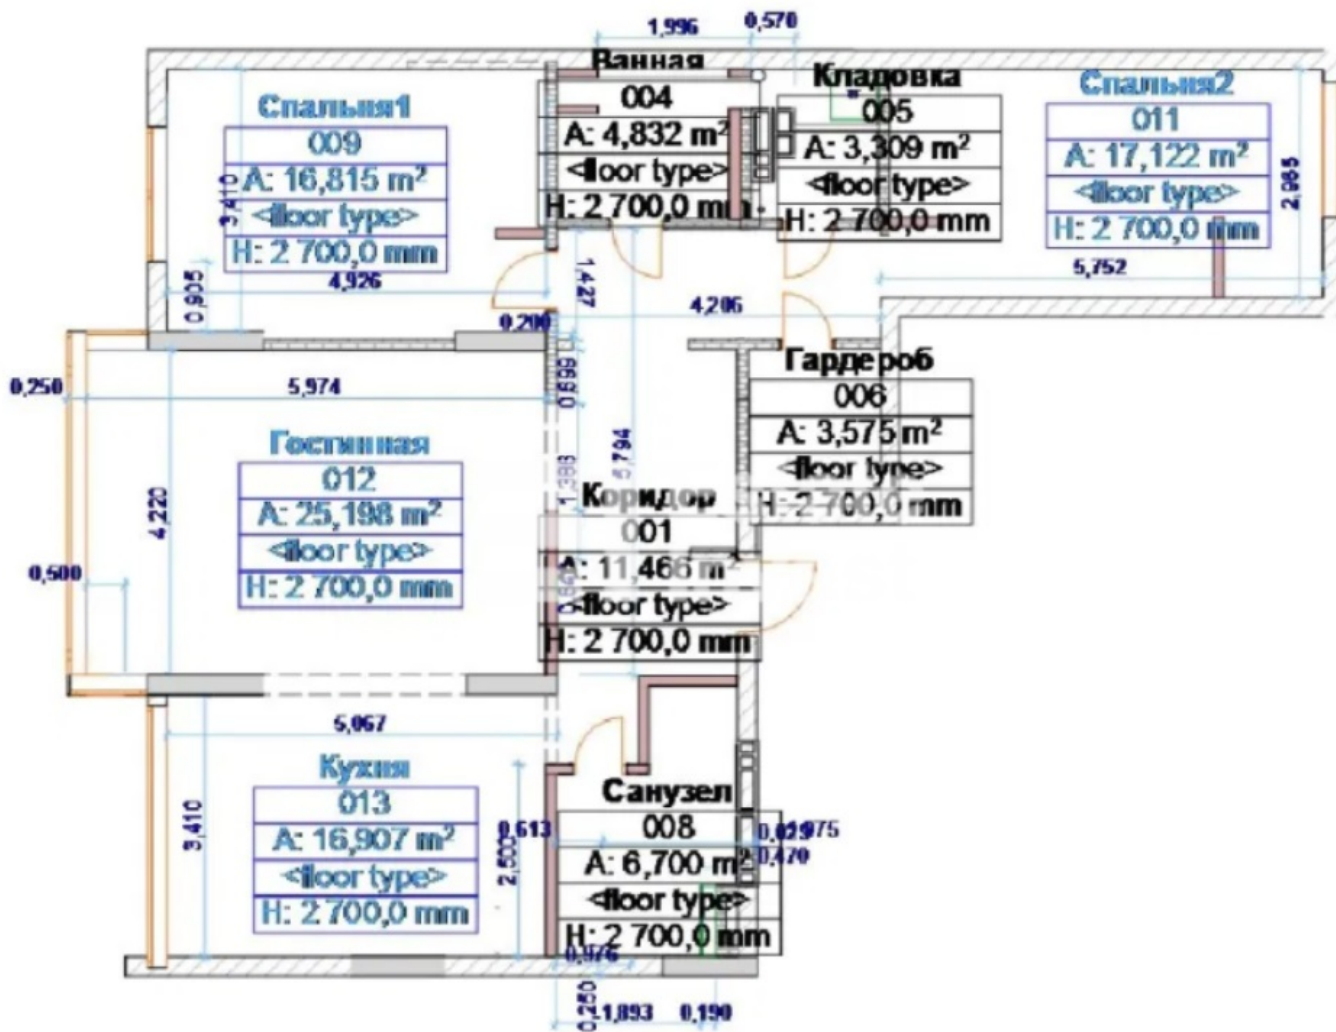 1,996
0,570
Ванная
004
A: 4,832 m²
<floor type>
H: 2 700,0 mm
Кладовка
005
A: 3,309 m²
<floor type>
H: 2 700,0 mm
Спальня2
011
A: 17,122 m²
<floor type>
H: 2 700,0 mm
2,965
5,752
Спальня1
009
A: 16,815 m²
<floor type>
H: 2 700,0 mm
3,410
0,905
4,926
1,427
4,206
0,200
0,250
5,974
0,699
Гардероб
006
A: 3,575 m²
<floor type>
H: 2 700,0 mm
Гостинная
012
A: 25,198 m²
<floor type>
H: 2 700,0 mm
4,220
0,500
5,794
Коридор
001
A: 11,466 m²
<floor type>
H: 2 700,0 mm
5,067
Кухня
013
A: 16,907 m²
<floor type>
H: 2 700,0 mm
3,410
2,500
0,613
Санузел
008
A: 6,700 m²
<floor type>
H: 2 700,0 mm
0,470
0,976
0,250
1,893
0,190